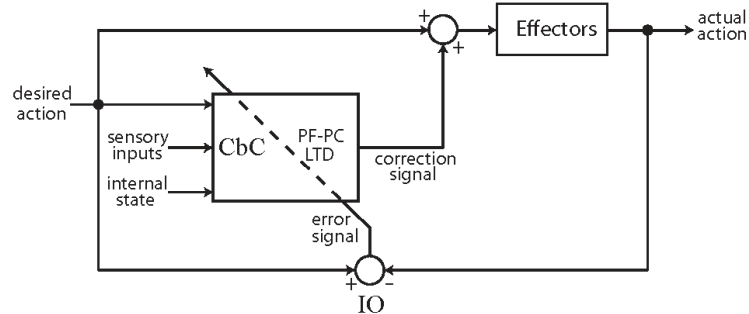 actual
action
+
+
Effectors
desired
action
sensory
inputs
internal
state
CbC
PF-PC
LTD
correction
signal
error
signal
+
-
IO